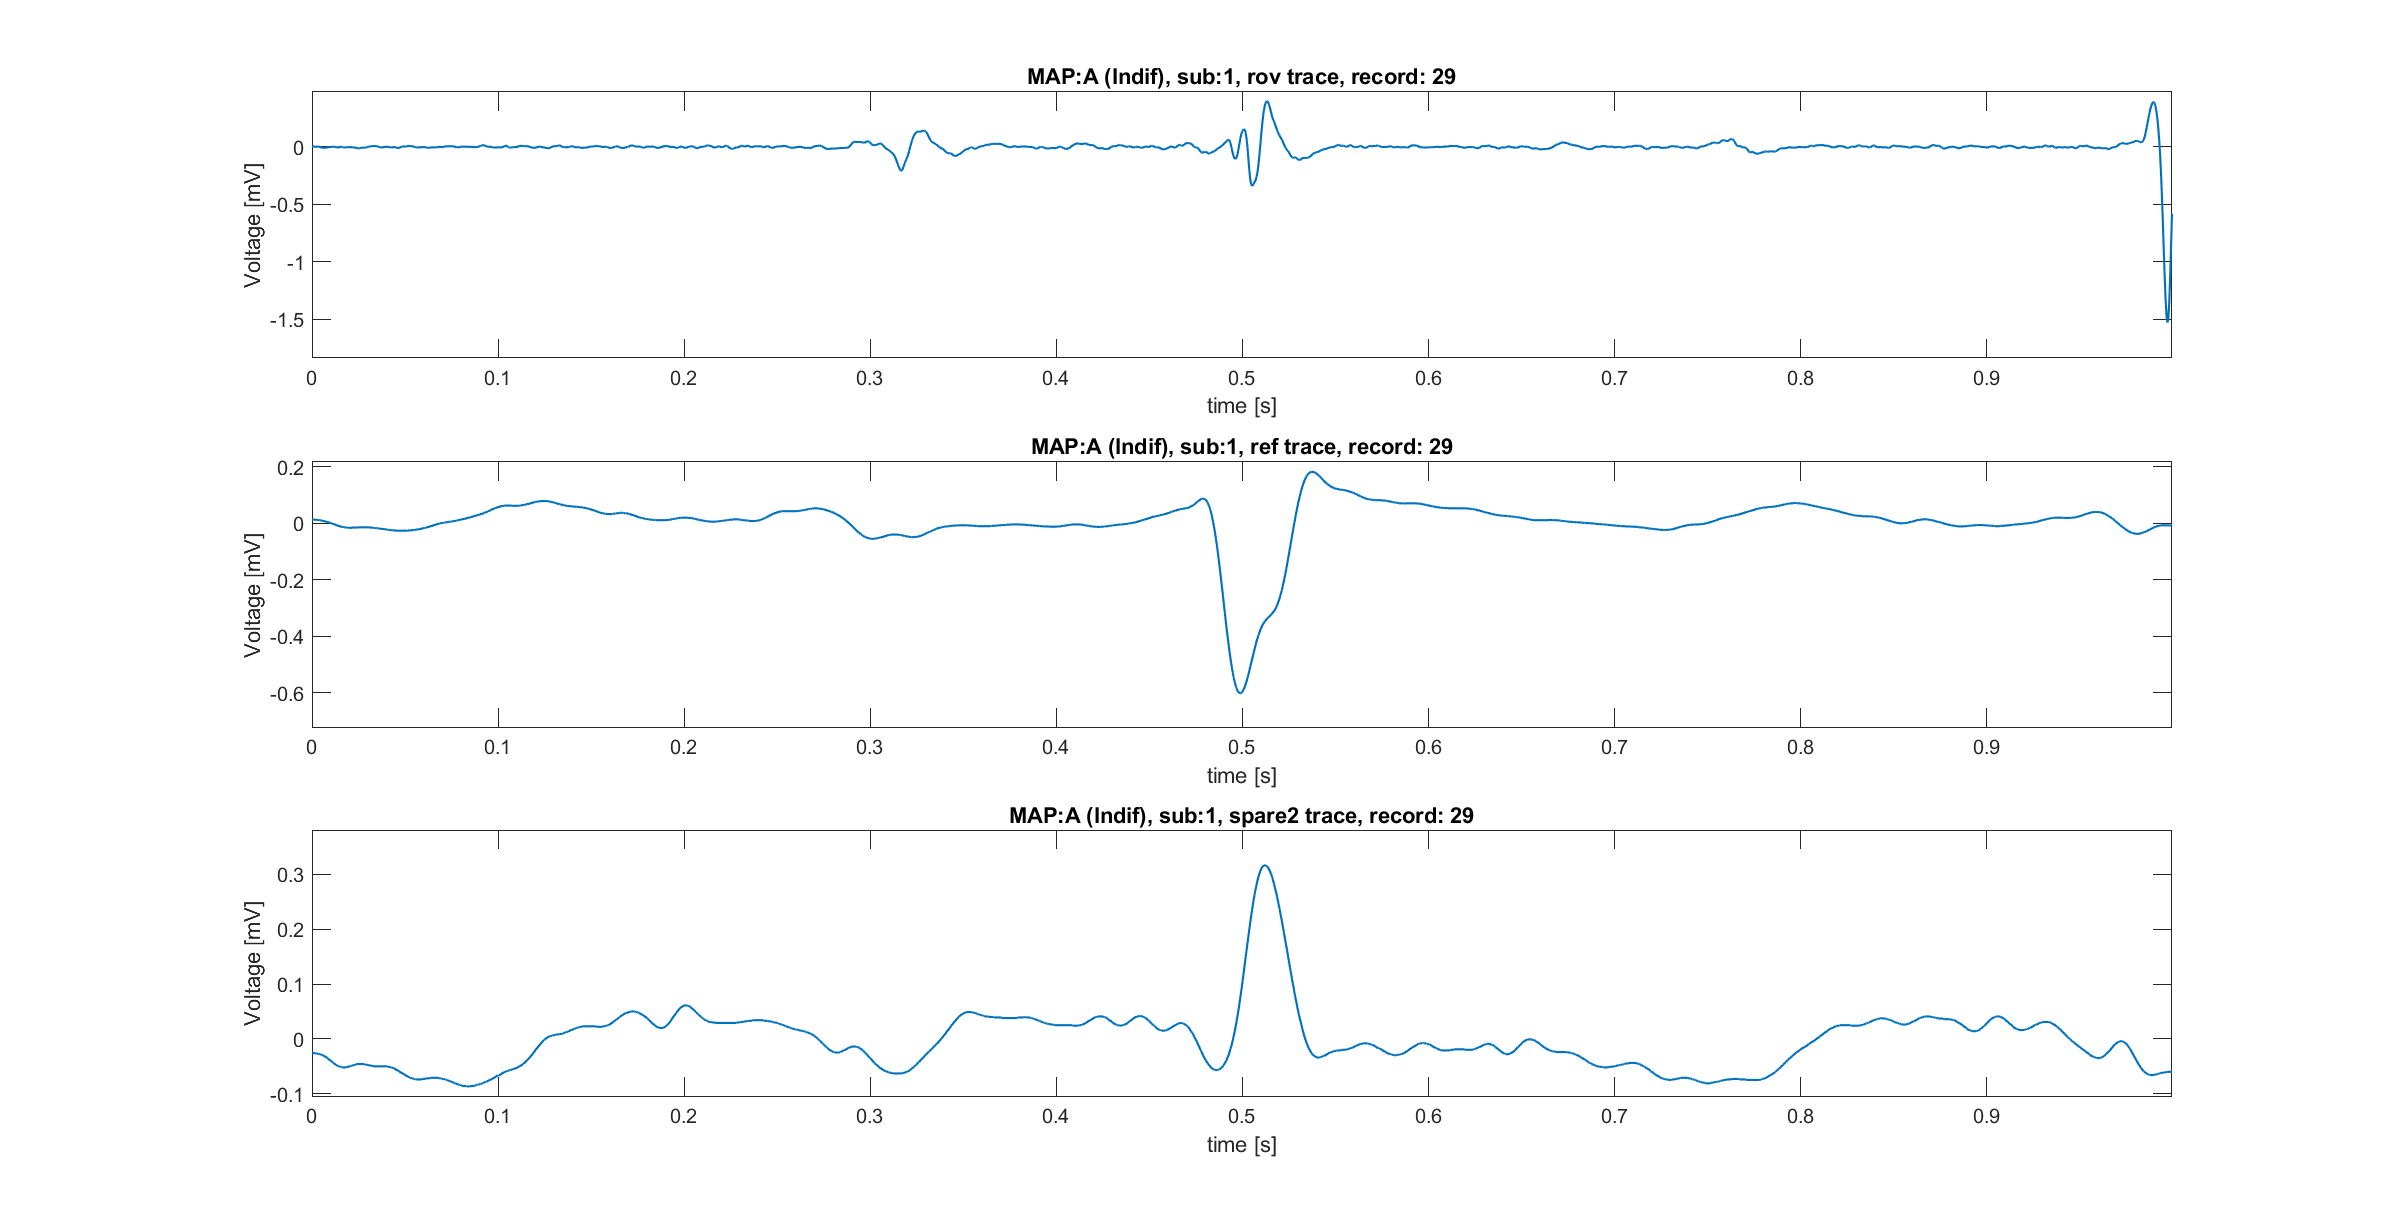 MAP:A (Indif), sub:1, rov trace, record: 29
Voltage [mV]
0
-0.5
-1
-1.5
0 0.1 0.2 0.3 0.4 0.5 0.6 0.7 0.8 0.9
time [s]
MAP:A (Indif), sub:1, ref trace, record: 29
Voltage [mV]
0.2
0
-0.2
-0.4
-0.6
0 0.1 0.2 0.3 0.4 0.5 0.6 0.7 0.8 0.9
time [s]
MAP:A (Indif), sub:1, spare2 trace, record: 29
Voltage [mV]
0.3
0.2
0.1
0
-0.1
0 0.1 0.2 0.3 0.4 0.5 0.6 0.7 0.8 0.9
time [s]